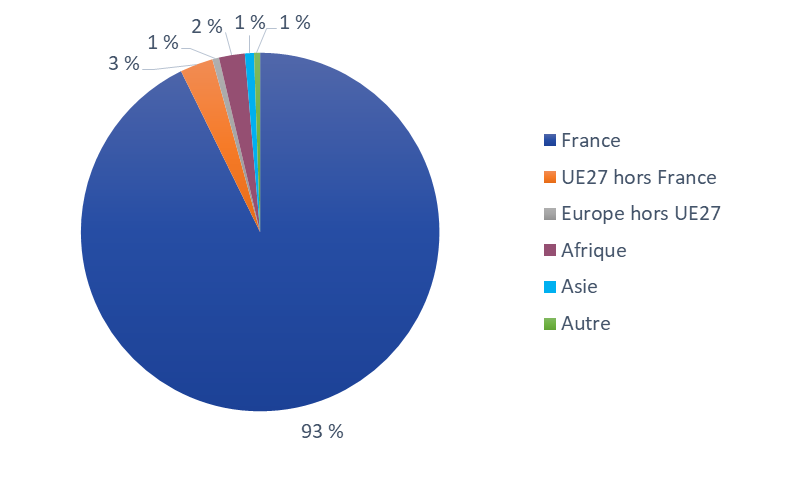 1 %
1 %
2 %
1 %
3 %
France
UE27 hors France
Europe hors UE27
Afrique
Asie
Autre
93 %